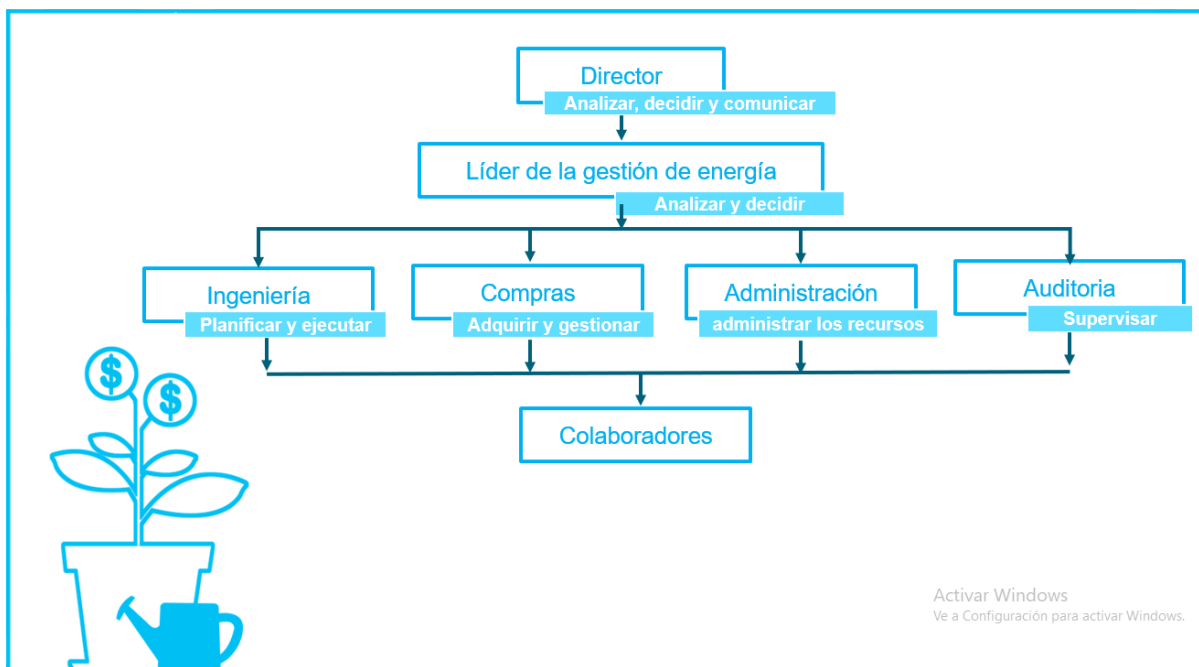 Director
Analizar, decidir y comunicar
Líder de la gestión de energía
Analizar y decidir
Ingeniería
Planificar y ejecutar
Compras
Adquirir y gestionar
Administración
administrar los recursos
Auditoria
Supervisar
$
$
Colaboradores
Activar Windows
Ve a Configuración para activar Windows.